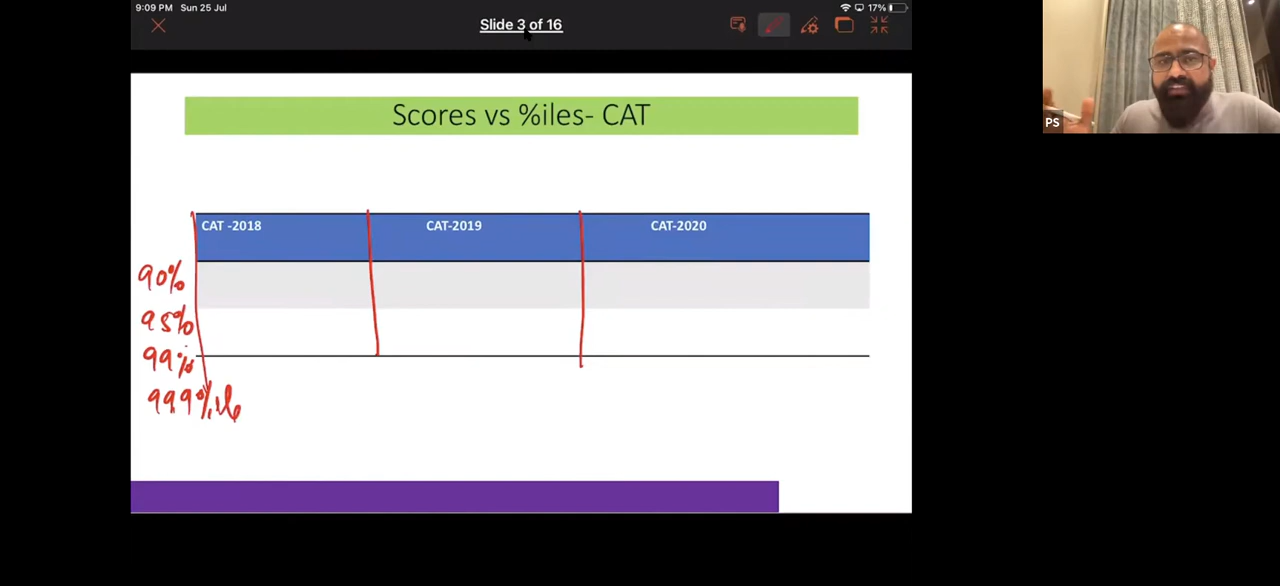 9:09 PM Sun 25 Jul
17%
Slide 3 of 16
PS
Scores vs %iles- CAT
CAT -2018 CAT-2019 CAT-2020
90%
95%
99%
99.9%ile